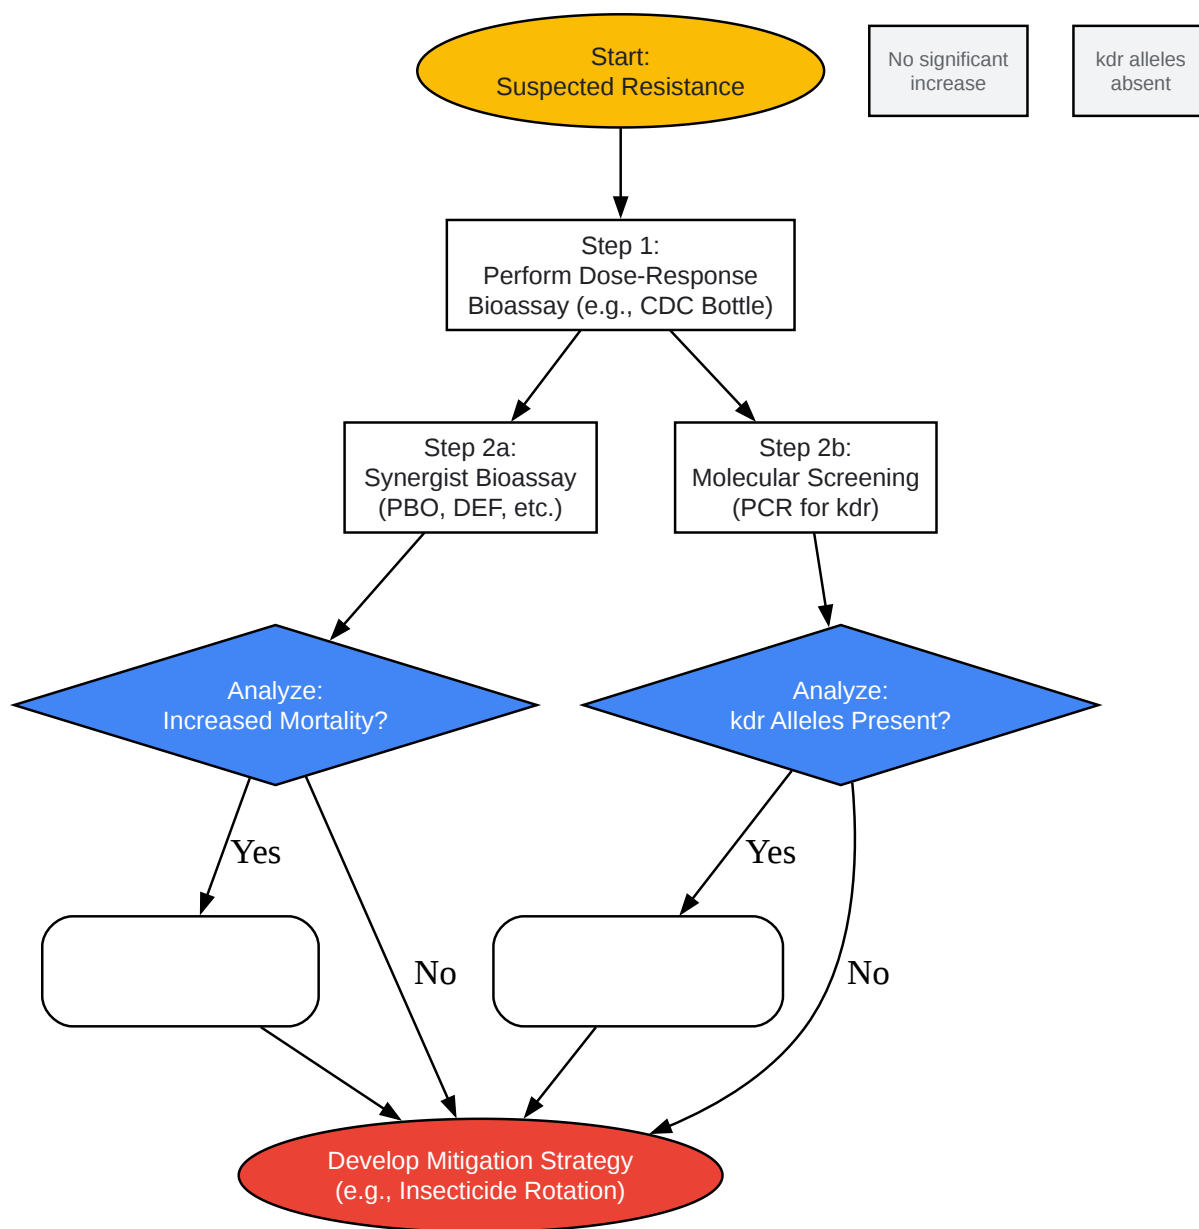 Start:
Suspected Resistance
No significant
increase
kdr alleles
absent
Step 1:
Perform Dose-Response
Bioassay (e.g., CDC Bottle)
Step 2a:
Synergist Bioassay
(PBO, DEF, etc.)
Step 2b:
Molecular Screening
(PCR for kdr)
Analyze:
Increased Mortality?
Analyze:
kdr Alleles Present?
Yes
Yes
No
No
Develop Mitigation Strategy
(e.g., Insecticide Rotation)